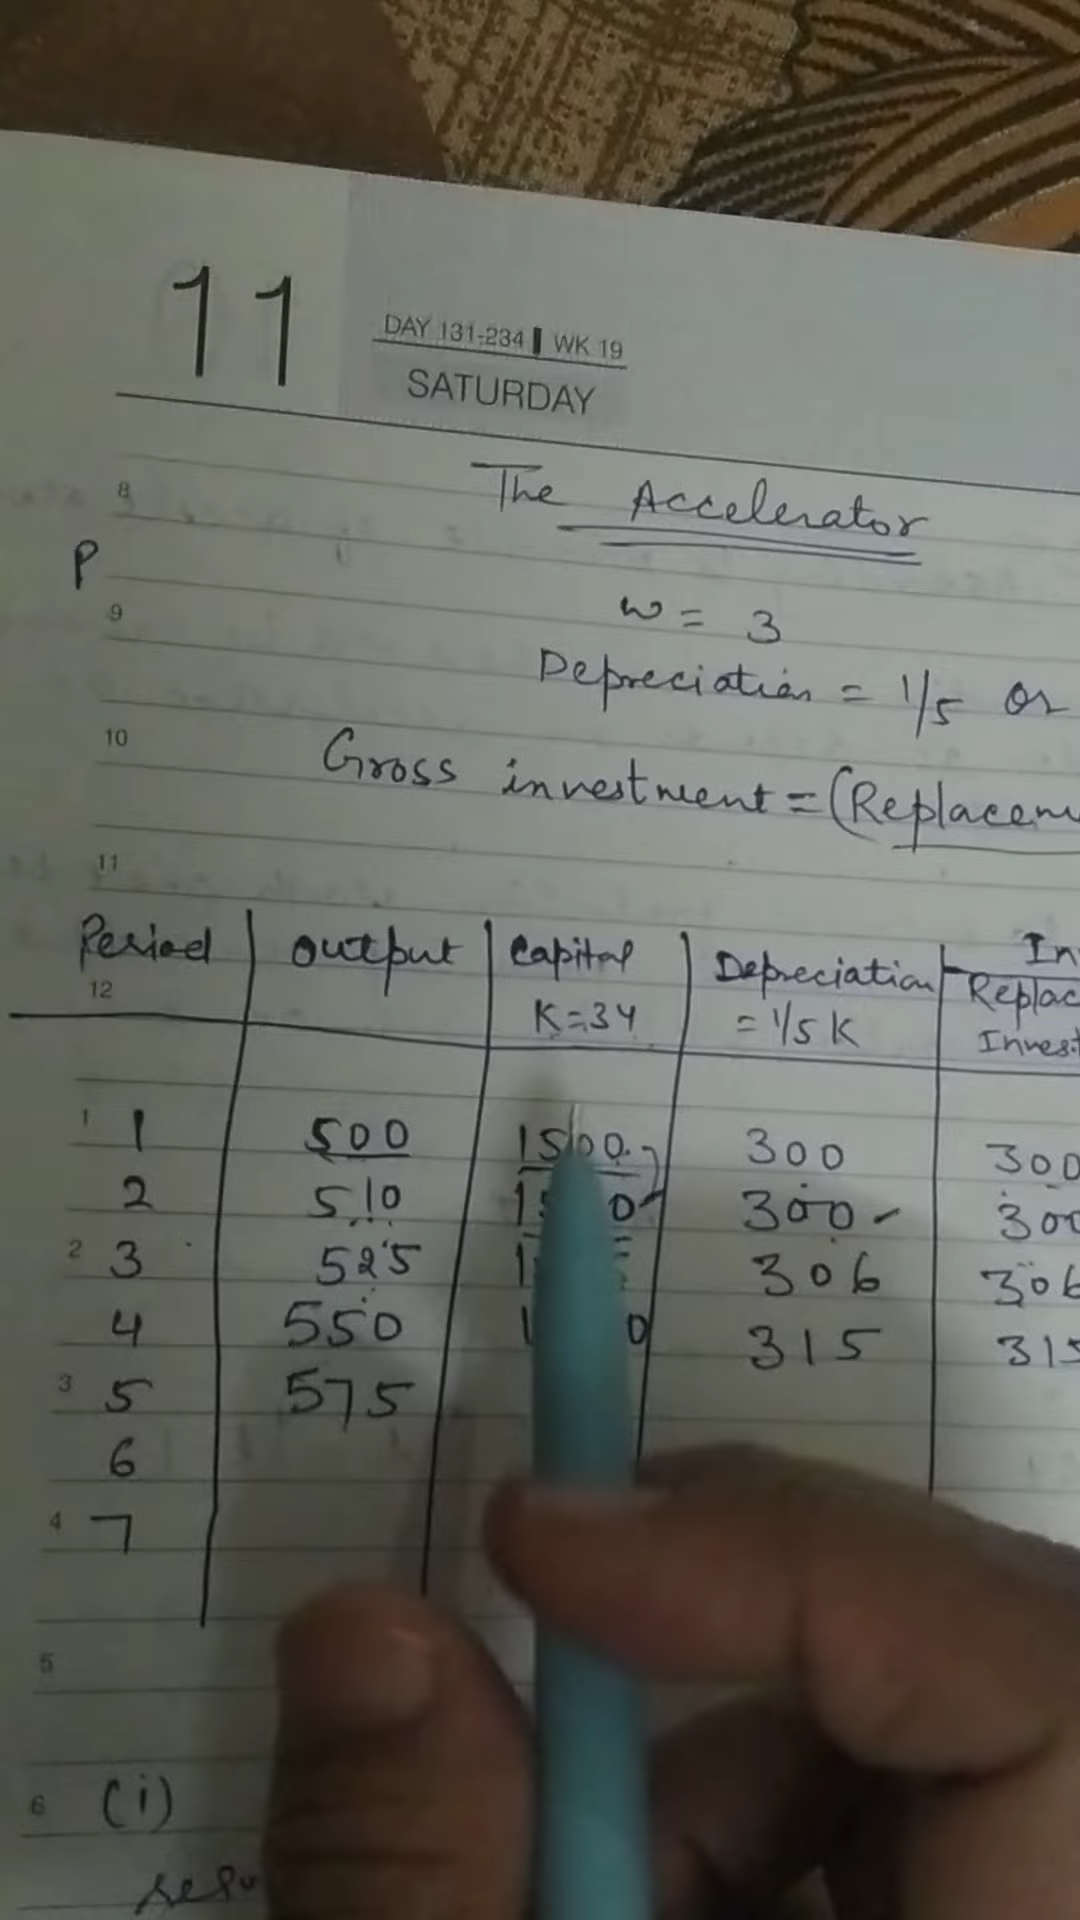 11
DAY 131-234 WK 19
SATURDAY
8
The Accelerator
P
w = 3
9
Depreciation = 1/5 or
10
Gross investment = (Replacem
11
Period Output Capital Depreciation In
12
K=3Y = 1/5 K Replac
Invest
1
1 500 1500 300 300
2 510 300 300
2
3 525 306 306
4 550 315 315
3
5 575
6
4
7
5
6
(i)